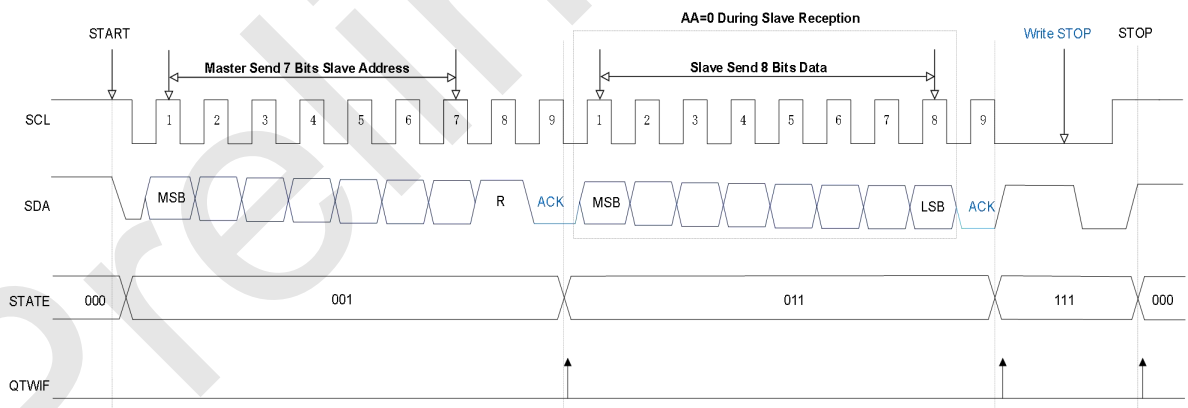 AA=0 During Slave Reception
START
Write STOP
STOP
Master Send 7 Bits Slave Address
Slave Send 8 Bits Data
SCL 1 2 3 4 5 6 7 8 9 1 2 3 4 5 6 7 8 9
SDA MSB R ACK MSB LSB ACK
STATE 000 001 011 111 000
QTWIF
Prelin